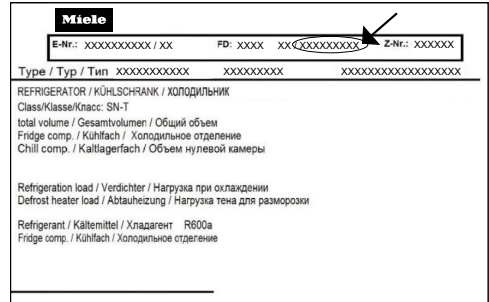 Miele
E-Nr.: XXXXXXXXXX / XX FD: XXXX XX XXXXXXXXX Z-Nr.: XXXXXX
Type / Typ / Тип XXXXXXXXXXX XXXXXXXXX XXXXXXXXXXXXXXXXXX
REFRIGERATOR / KÜHLSCHRANK / ХОЛОДИЛЬНИК
Class/Klasse/Класс: SN-T
total volume / Gesamtvolumen / Общий объем
Fridge comp. / Kühlfach / Холодильное отделение
Chill comp. / Kaltlagerfach / Объем нулевой камеры
Refrigeration load / Verdichter / Нагрузка при охлаждении
Defrost heater load / Abtauheizung / Нагрузка тена для разморозки
Refrigerant / Kältemittel / Хладагент R600a
Fridge comp. / Kühlfach / Холодильное отделение